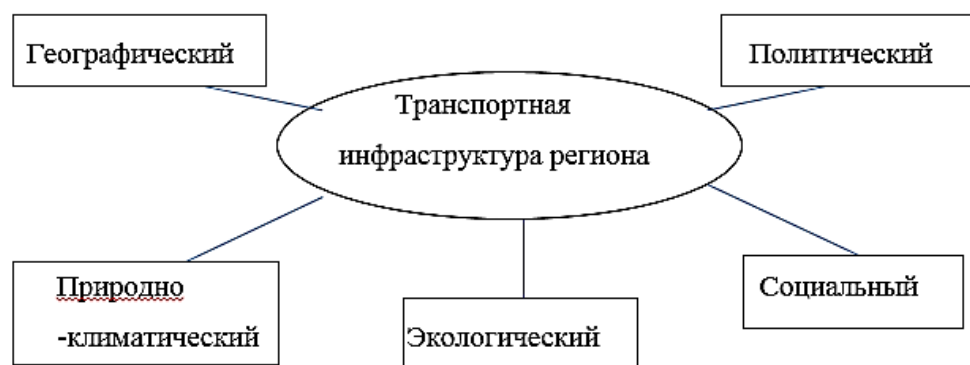 Географический
Политический
Транспортная
инфраструктура региона
Природно
-климатический
Экологический
Социальный